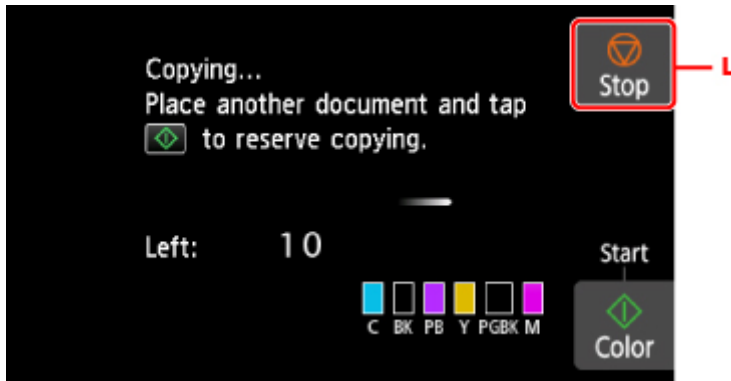 Copying...
Place another document and tap
to reserve copying.
Stop
L
Left: 10
Start
C BK PB Y PGBK M
Color